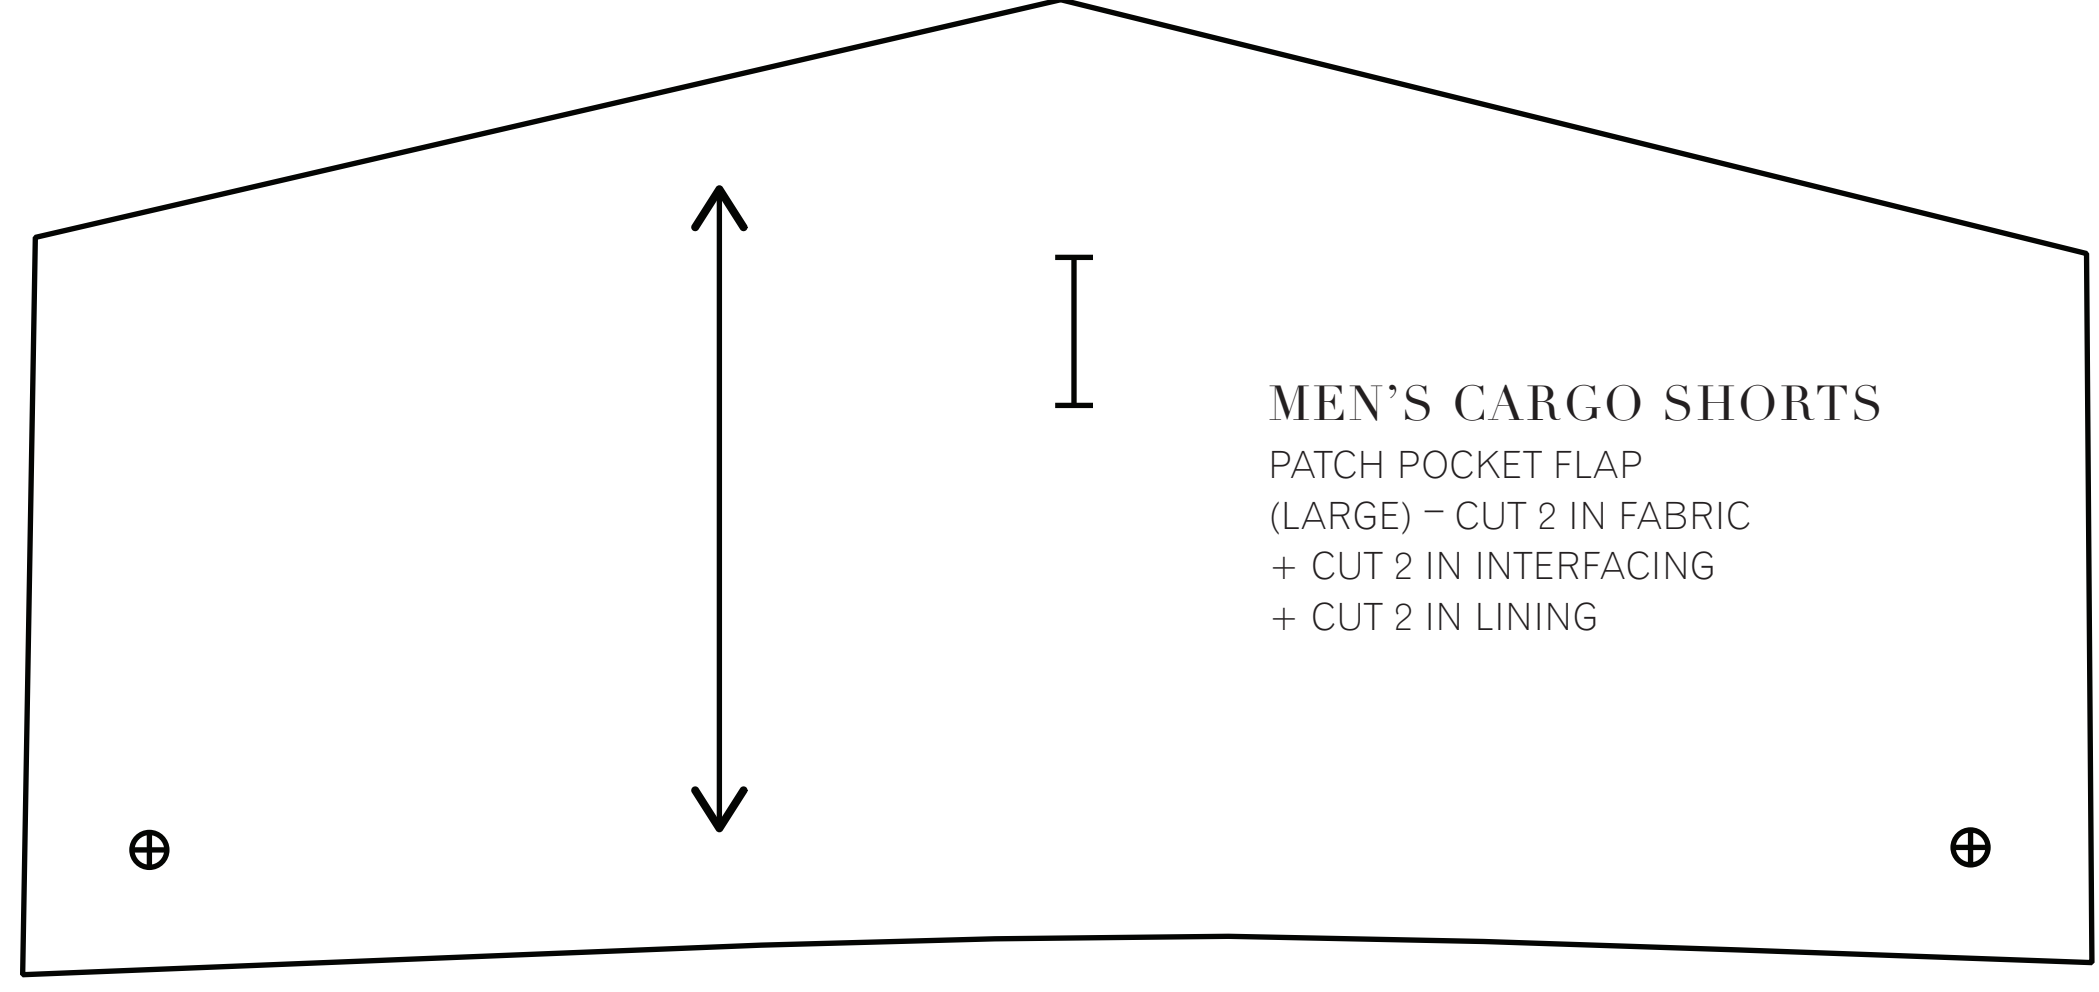 MEN’S CARGO SHORTS
PATCH POCKET FLAP
(LARGE) – CUT 2 IN FABRIC
+ CUT 2 IN INTERFACING
+ CUT 2 IN LINING